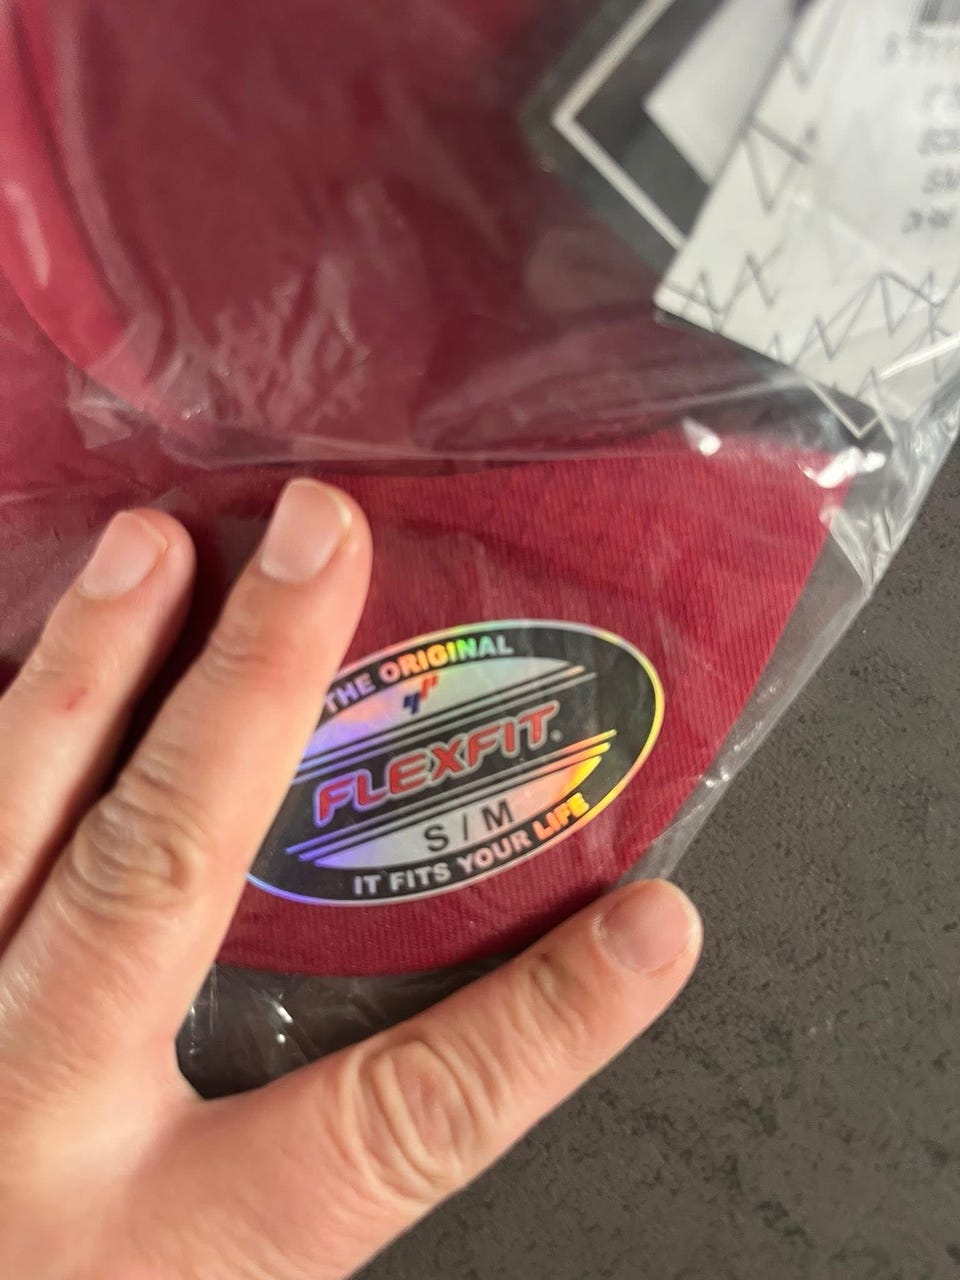 THE ORIGINAL
FLEXFIT®
S / M
IT FITS YOUR LIFE